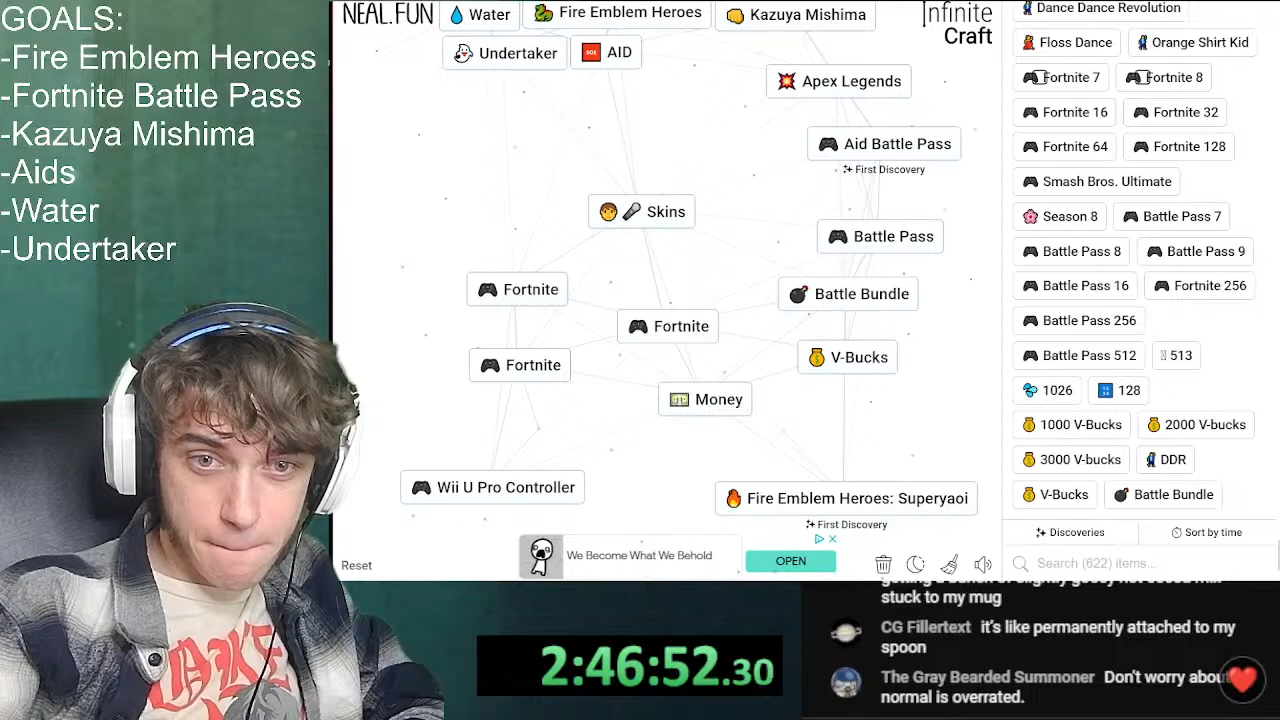 GOALS:
-Fire Emblem Heroes
-Fortnite Battle Pass
-Kazuya Mishima
-Aids
-Water
-Undertaker
NEAL.FUN
Water
Fire Emblem Heroes
Kazuya Mishima
Infinite
Craft
Undertaker
SOS AID
Apex Legends
Aid Battle Pass
First Discovery
Skins
Battle Pass
Fortnite
Battle Bundle
Fortnite
V-Bucks
Fortnite
Money
Wii U Pro Controller
Fire Emblem Heroes: Superyaoi
First Discovery
We Become What We Behold
OPEN
Reset
Dance Dance Revolution
Floss Dance
Orange Shirt Kid
Fortnite 7
Fortnite 8
Fortnite 16
Fortnite 32
Fortnite 64
Fortnite 128
Smash Bros. Ultimate
Season 8
Battle Pass 7
Battle Pass 8
Battle Pass 9
Battle Pass 16
Fortnite 256
Battle Pass 256
Battle Pass 512
513
1026
128
1000 V-Bucks
2000 V-bucks
3000 V-bucks
DDR
V-Bucks
Battle Bundle
Discoveries
Sort by time
Search (622) items...
stuck to my mug
CG Fillertext it's like permanently attached to my
spoon
The Gray Bearded Summoner Don't worry abou
normal is overrated.
2:46:52.30